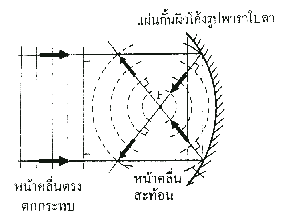 แผ่นกั้นผิวโค้งรูปพาราโบลา
F
หน้าคลื่นตรง
ตกกระทบ
หน้าคลื่น
สะท้อน